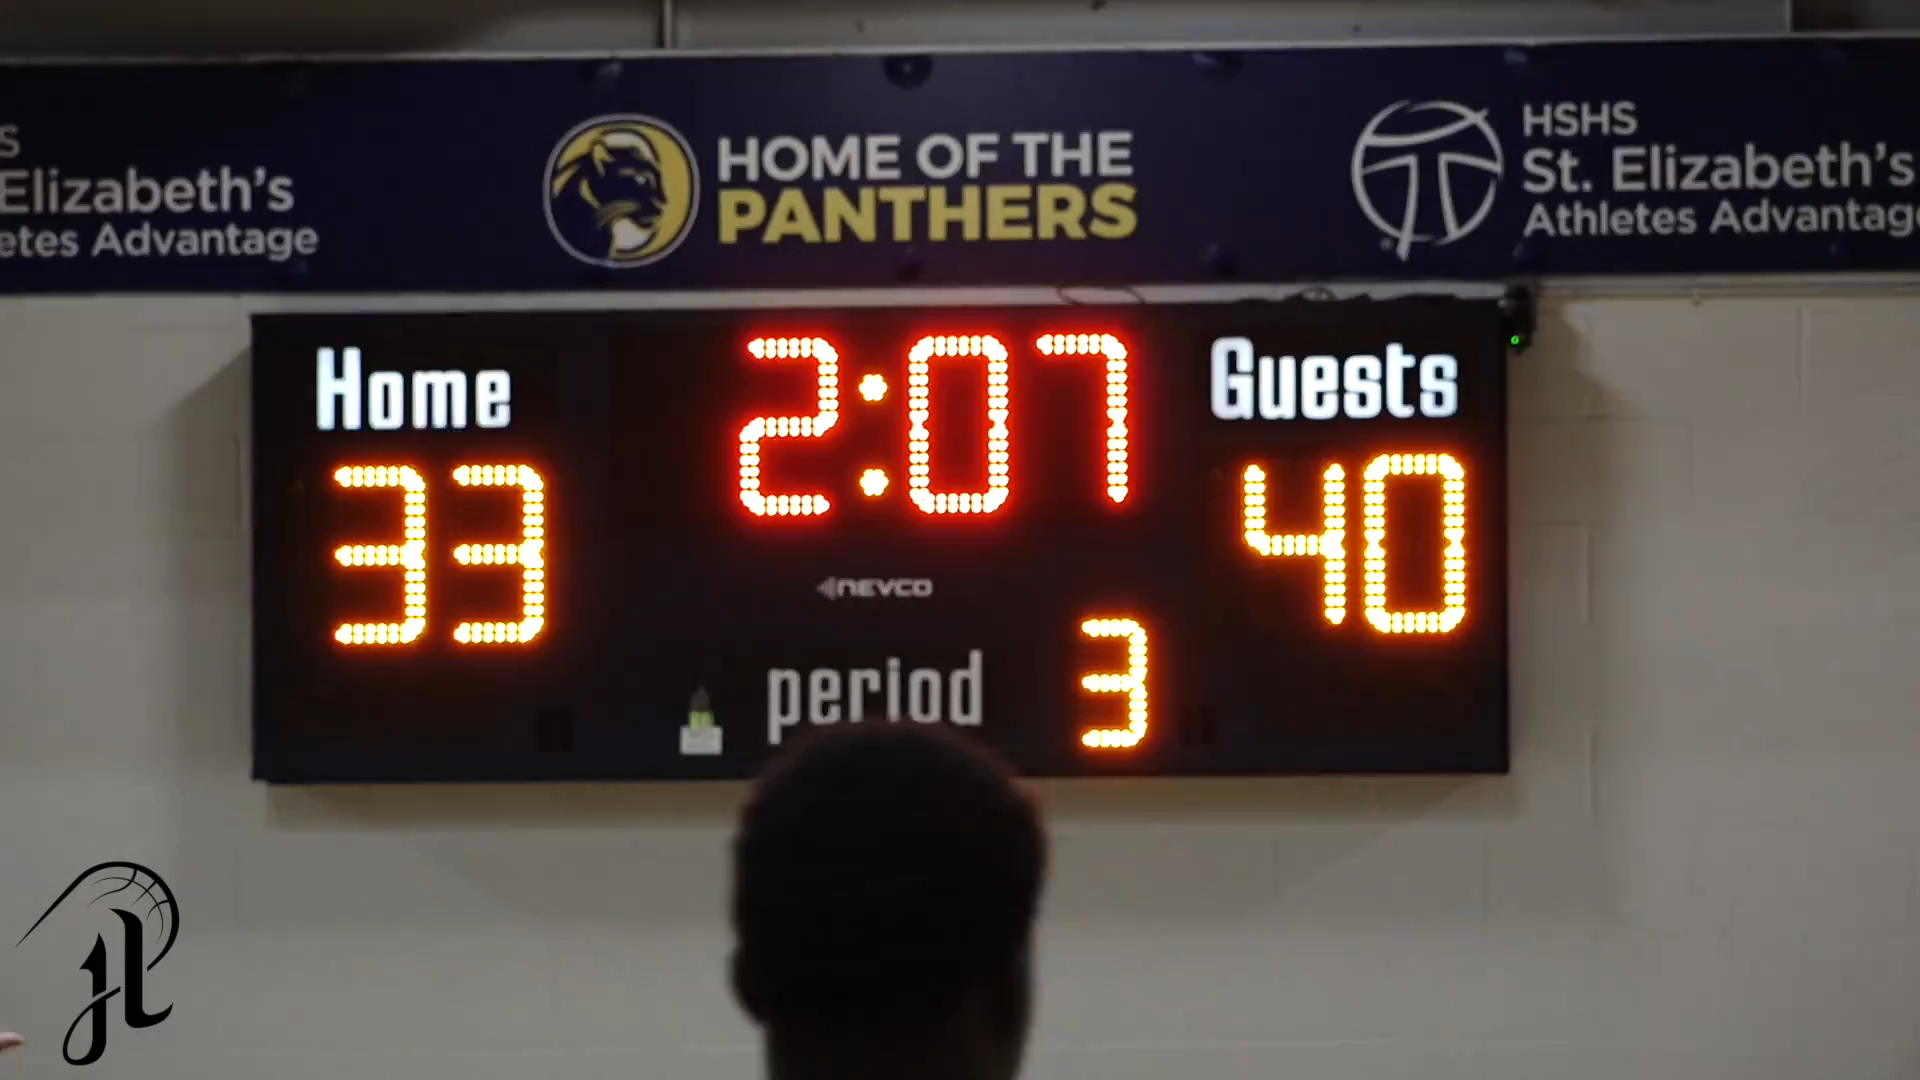 S
Elizabeth's
etes Advantage
HOME OF THE
PANTHERS
HSHS
St. Elizabeth's
Athletes Advantag
Home
2:07
Guests
33
40
NEVCO
period
3